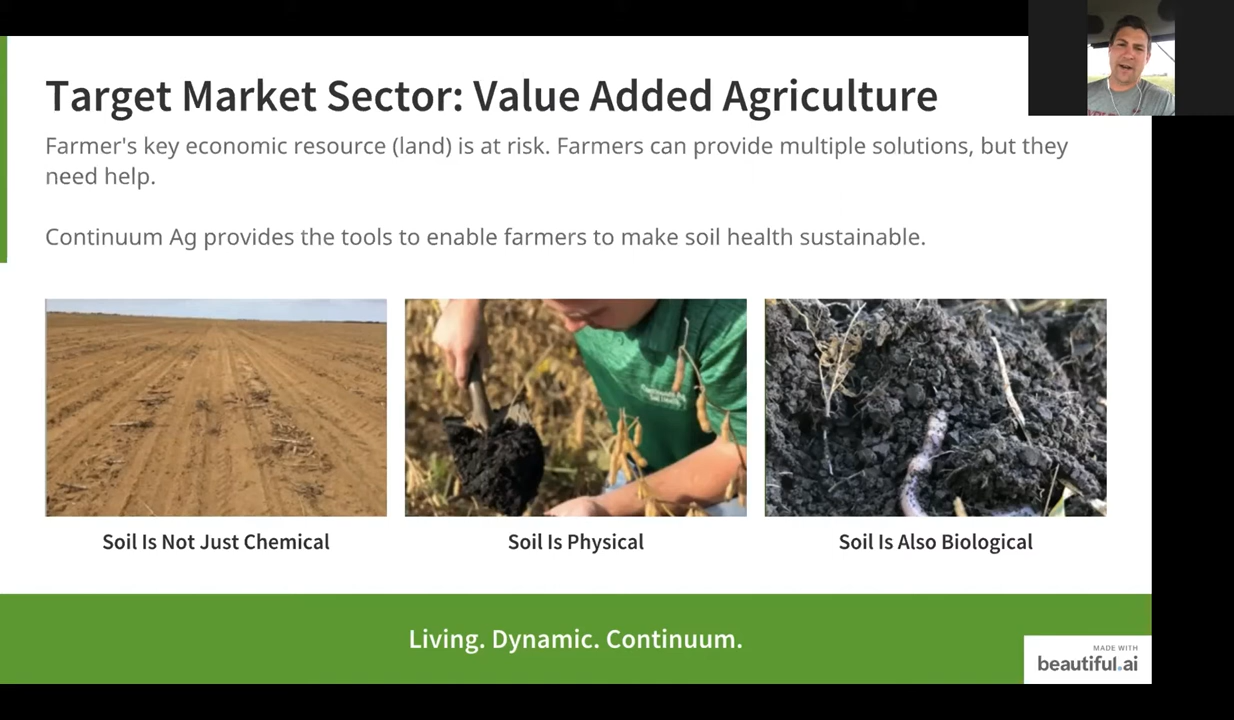 Target Market Sector: Value Added Agriculture
Farmer's key economic resource (land) is at risk. Farmers can provide multiple solutions, but they
need help.
Continuum Ag provides the tools to enable farmers to make soil health sustainable.
Soil Is Not Just Chemical
Soil Is Physical
Soil Is Also Biological
Living. Dynamic. Continuum.
MADE WITH
beautiful.ai